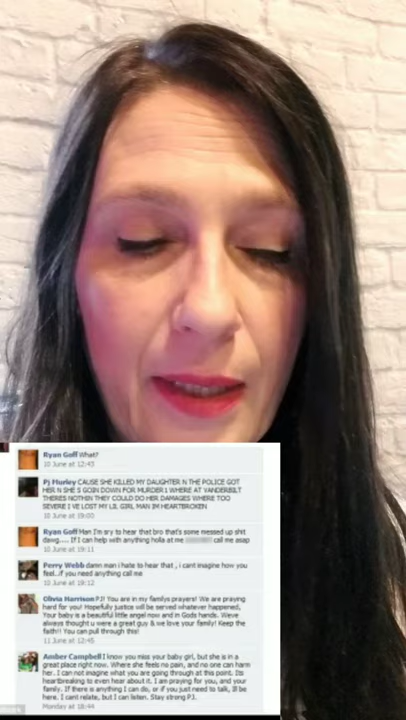 Ryan Goff What?
10 June at 12:43
Pj Hurley CAUSE SHE KILLED MY DAUGHTER N THE POLICE GOT
HER N SHE S GOIN DOWN FOR MURDER1 WHERE AT VANDERBILT
THERES NOTHIN THEY COULD DO HER DAMAGES WHERE TOO
SEVERE I'VE LOST MY LIL GIRL MAN IM HEARTBROKEN
10 June at 19:00
Ryan Goff Man I'm sry to hear that bro that's some messed up shit
dawg.... If I can help with anything holla at me call me asap
10 June at 19:11
Perry Webb damn man i hate to hear that , i cant imagine how you
feel..if you need anything call me
10 June at 19:12
Olivia Harrison PJ! You are in my familys prayers! We are praying
hard for you! Hopefully justice will be served whatever happened,
Your baby is a beautiful little angel now and in Gods hands. Weve
always thought u were a great guy & we love your family! Keep the
faith!! You can pull through this!
11 June at 12:45
Amber Campbell I know you miss your baby girl, but she is in a
great place right now. Where she feels no pain, and no one can harm
her. I can not imagine what you are going through at this point. Its
heartbreaking to even hear about it. I am praying for you, and your
family. If there is anything I can do, or if you just need to talk, Ill be
here. I cant relate, but I can listen. Stay strong PJ.
Monday at 18:44